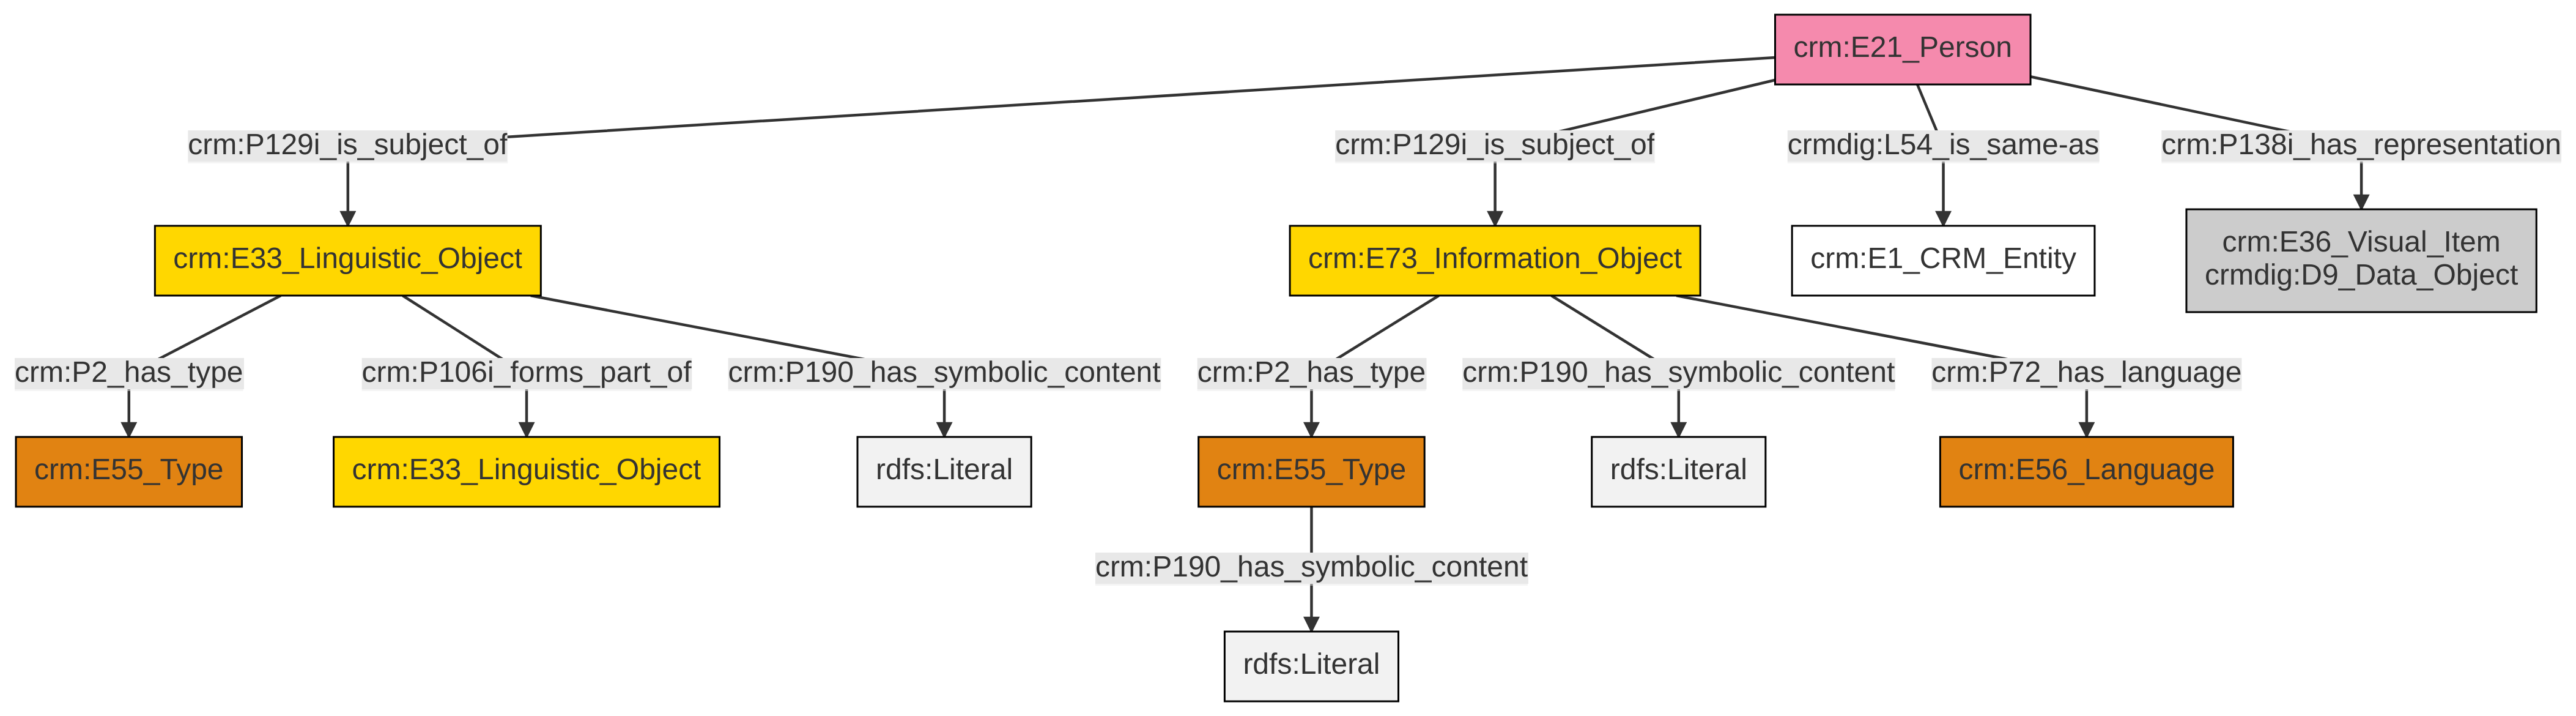 crm:E21_Person
crm:P129i_is_subject_of
crm:P129i_is_subject_of
crmdig:L54_is_same-as
crm:P138i_has_representation
crm:E33_Linguistic_Object
crm:E73_Information_Object
crm:E1_CRM_Entity
crm:E36_Visual_Item
crmdig:D9_Data_Object
crm:P2_has_type
crm:P106i_forms_part_of
crm:P190_has_symbolic_content
crm:P2_has_type
crm:P190_has_symbolic_content
crm:P72_has_language
crm:E55_Type
crm:E33_Linguistic_Object
rdfs:Literal
crm:E55_Type
rdfs:Literal
crm:E56_Language
crm:P190_has_symbolic_content
rdfs:Literal